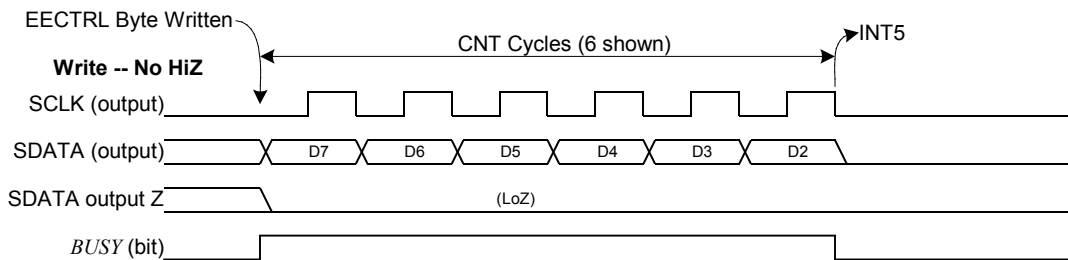 EECTRL Byte Written
CNT Cycles (6 shown)
INT5
Write -- No HiZ
SCLK (output)
SDATA (output)
D7 D6 D5 D4 D3 D2
SDATA output Z
(LoZ)
BUSY (bit)